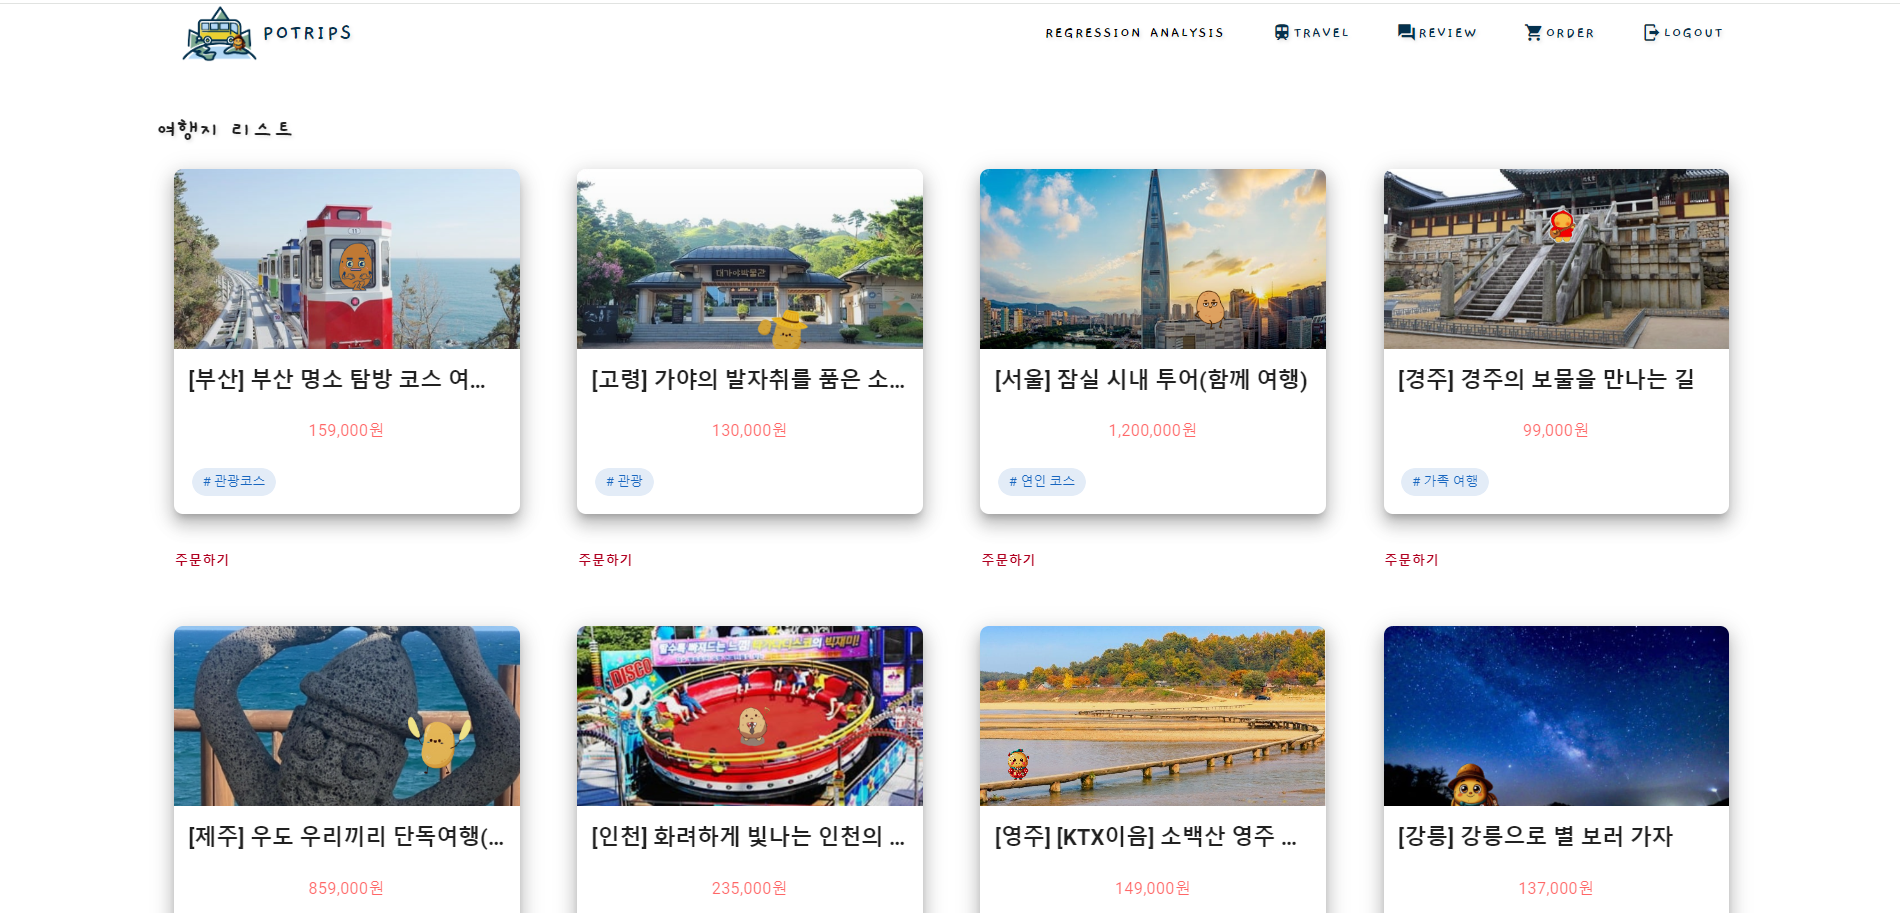 POTRIPS
REGRESSION ANALYSIS TRAVEL REVIEW ORDER LOGOUT
여행지 리스트
11
대가야박물관
[부산] 부산 명소 탐방 코스 여...
[고령] 가야의 발자취를 품은 소...
[서울] 잠실 시내 투어(함께 여행)
[경주] 경주의 보물을 만나는 길
159,000원
130,000원
1,200,000원
99,000원
# 관광코스
# 관광
# 연인 코스
# 가족 여행
주문하기
주문하기
주문하기
주문하기
DISCO
[제주] 우도 우리끼리 단독여행(...
[인천] 화려하게 빛나는 인천의 ...
[영주] [KTX이음] 소백산 영주 ...
[강릉] 강릉으로 별 보러 가자
859,000원
235,000원
149,000원
137,000원